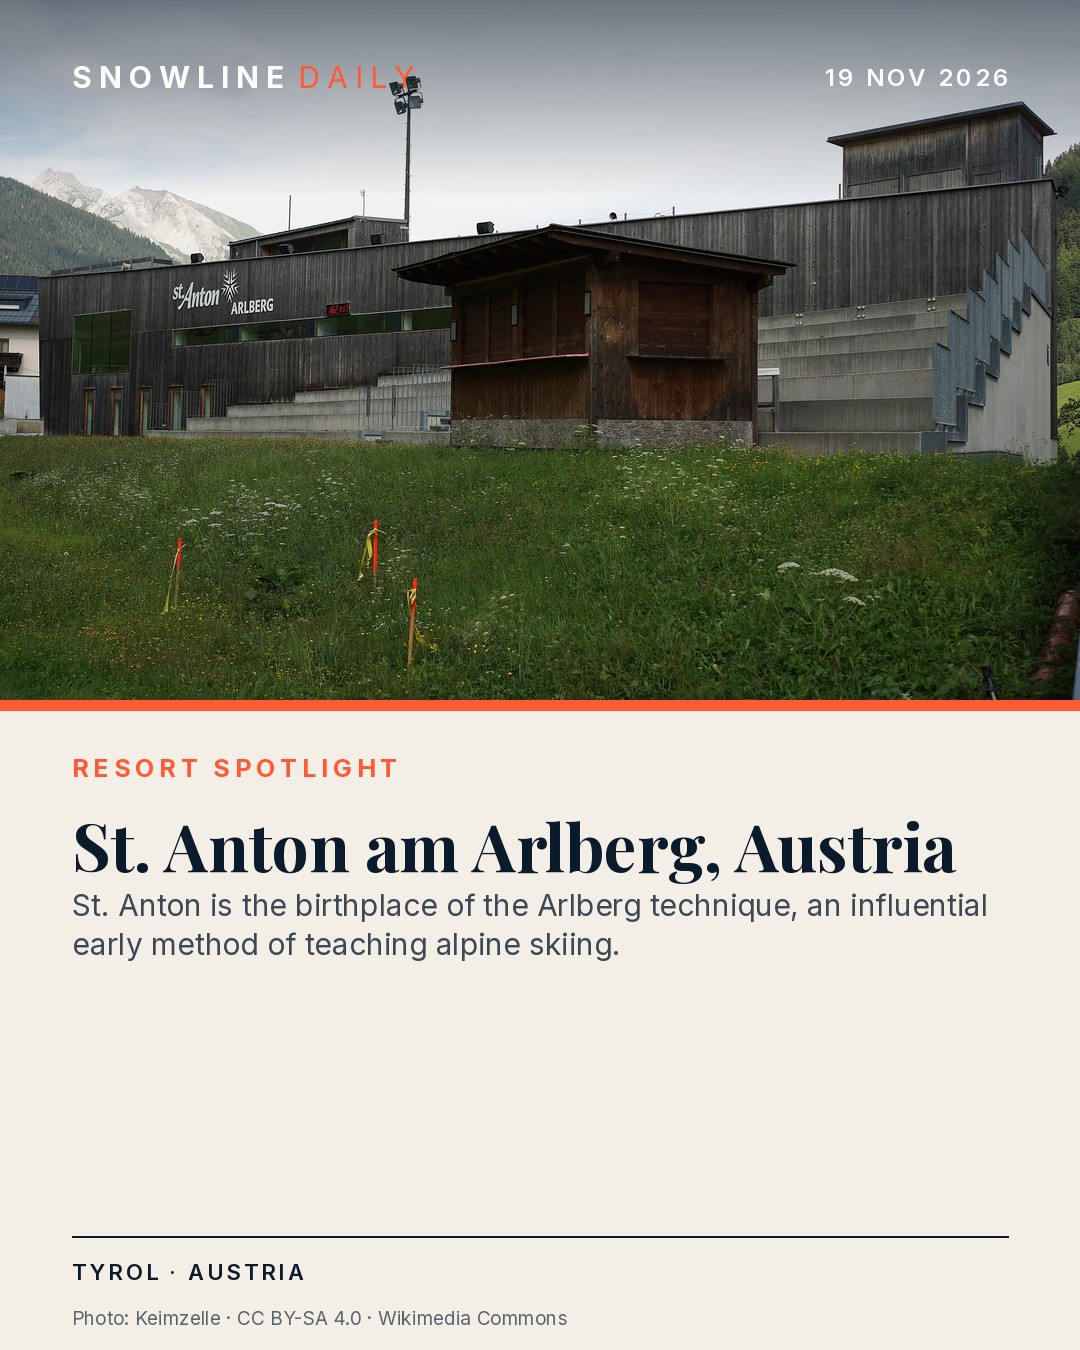 SNOWLINE DAILY
19 NOV 2026
St. Anton
ARLBERG
RESORT SPOTLIGHT
St. Anton am Arlberg, Austria
St. Anton is the birthplace of the Arlberg technique, an influential
early method of teaching alpine skiing.
TYROL · AUSTRIA
Photo: Keimzelle · CC BY-SA 4.0 · Wikimedia Commons